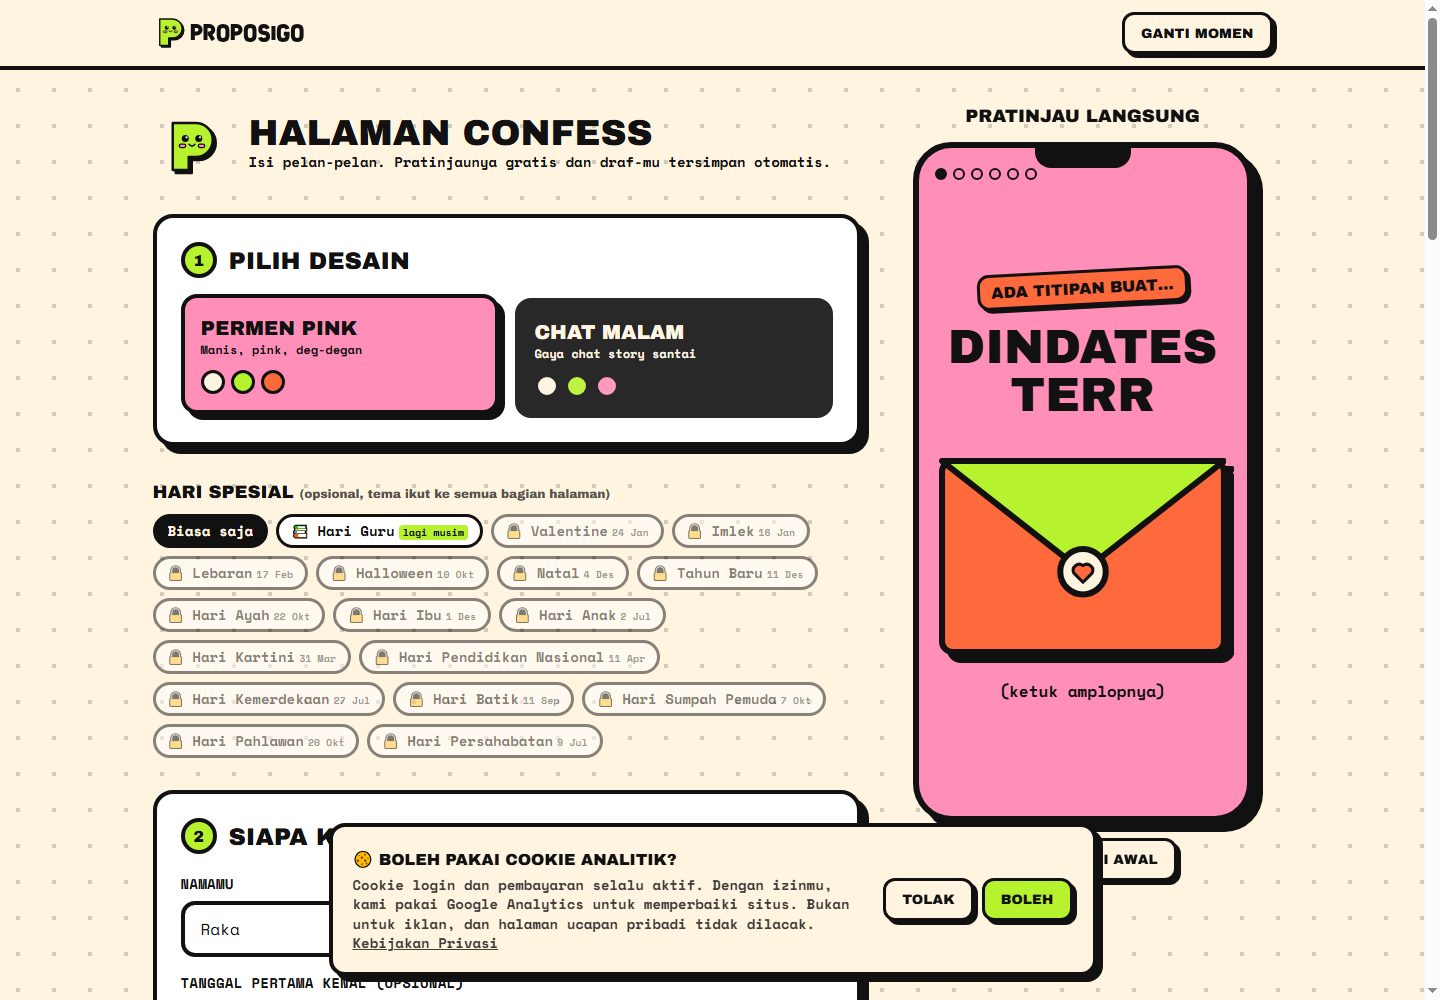 PROPOSIGO
GANTI MOMEN
HALAMAN CONFESS
Isi pelan-pelan. Pratinjaunya gratis dan draf-mu tersimpan otomatis.
1 PILIH DESAIN
PERMEN PINK
Manis, pink, deg-degan
CHAT MALAM
Gaya chat story santai
HARI SPESIAL (opsional, tema ikut ke semua bagian halaman)
Biasa saja
Hari Guru lagi musim
Valentine 24 Jan
Imlek 16 Jan
Lebaran 17 Feb
Halloween 10 Okt
Natal 4 Des
Tahun Baru 11 Des
Hari Ayah 22 Okt
Hari Ibu 1 Des
Hari Anak 2 Jul
Hari Kartini 31 Mar
Hari Pendidikan Nasional 11 Apr
Hari Kemerdekaan 27 Jul
Hari Batik 11 Sep
Hari Sumpah Pemuda 7 Okt
Hari Pahlawan 20 Okt
Hari Persahabatan 9 Jul
2 SIAPA K
NAMAMU
Raka
TANGGAL PERTAMA KENAL (OPSIONAL)
PRATINJAU LANGSUNG
ADA TITIPAN BUAT...
DINDATES
TERR
(ketuk amplopnya)
I AWAL
BOLEH PAKAI COOKIE ANALITIK?
Cookie login dan pembayaran selalu aktif. Dengan izinmu,
kami pakai Google Analytics untuk memperbaiki situs. Bukan
untuk iklan, dan halaman ucapan pribadi tidak dilacak.
Kebijakan Privasi
TOLAK
BOLEH